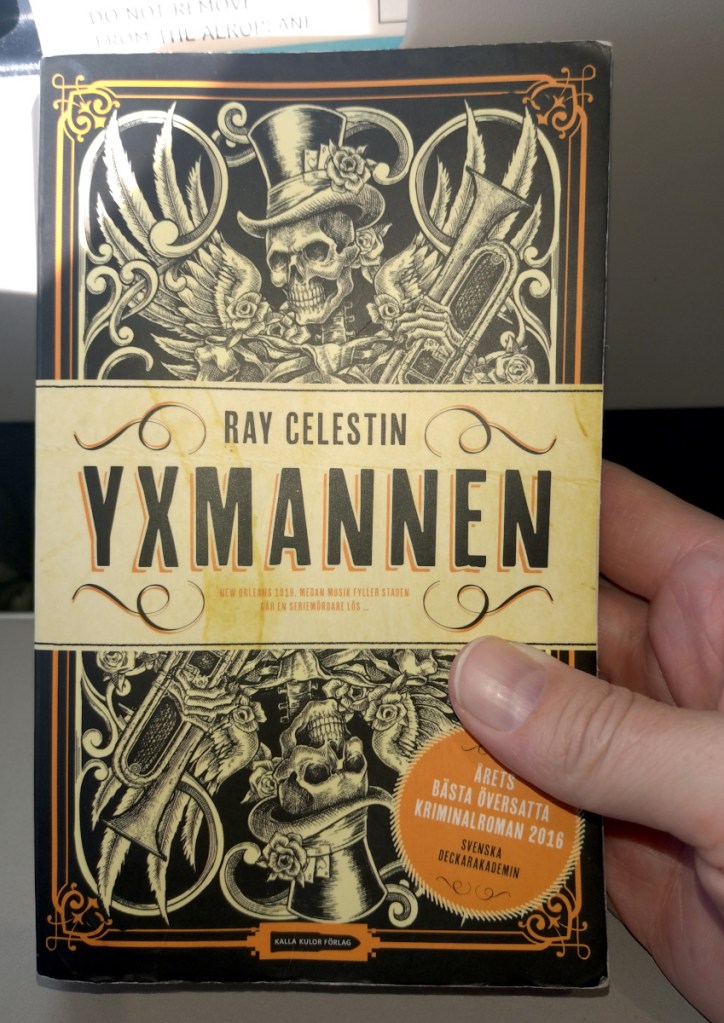 DO NOT REMOVE
FROM THE AEROPLANE
RAY CELESTIN
YXMANNEN
NEW ORLEANS 1919. MEDAN MUSIK FYLLER STADEN
GÅR EN SERIEMÖRDARE LÖS ...
ÅRETS
BÄSTA ÖVERSATTA
KRIMINALROMAN 2016
SVENSKA
DECKARAKADEMIN
KALLA KULOR FÖRLAG